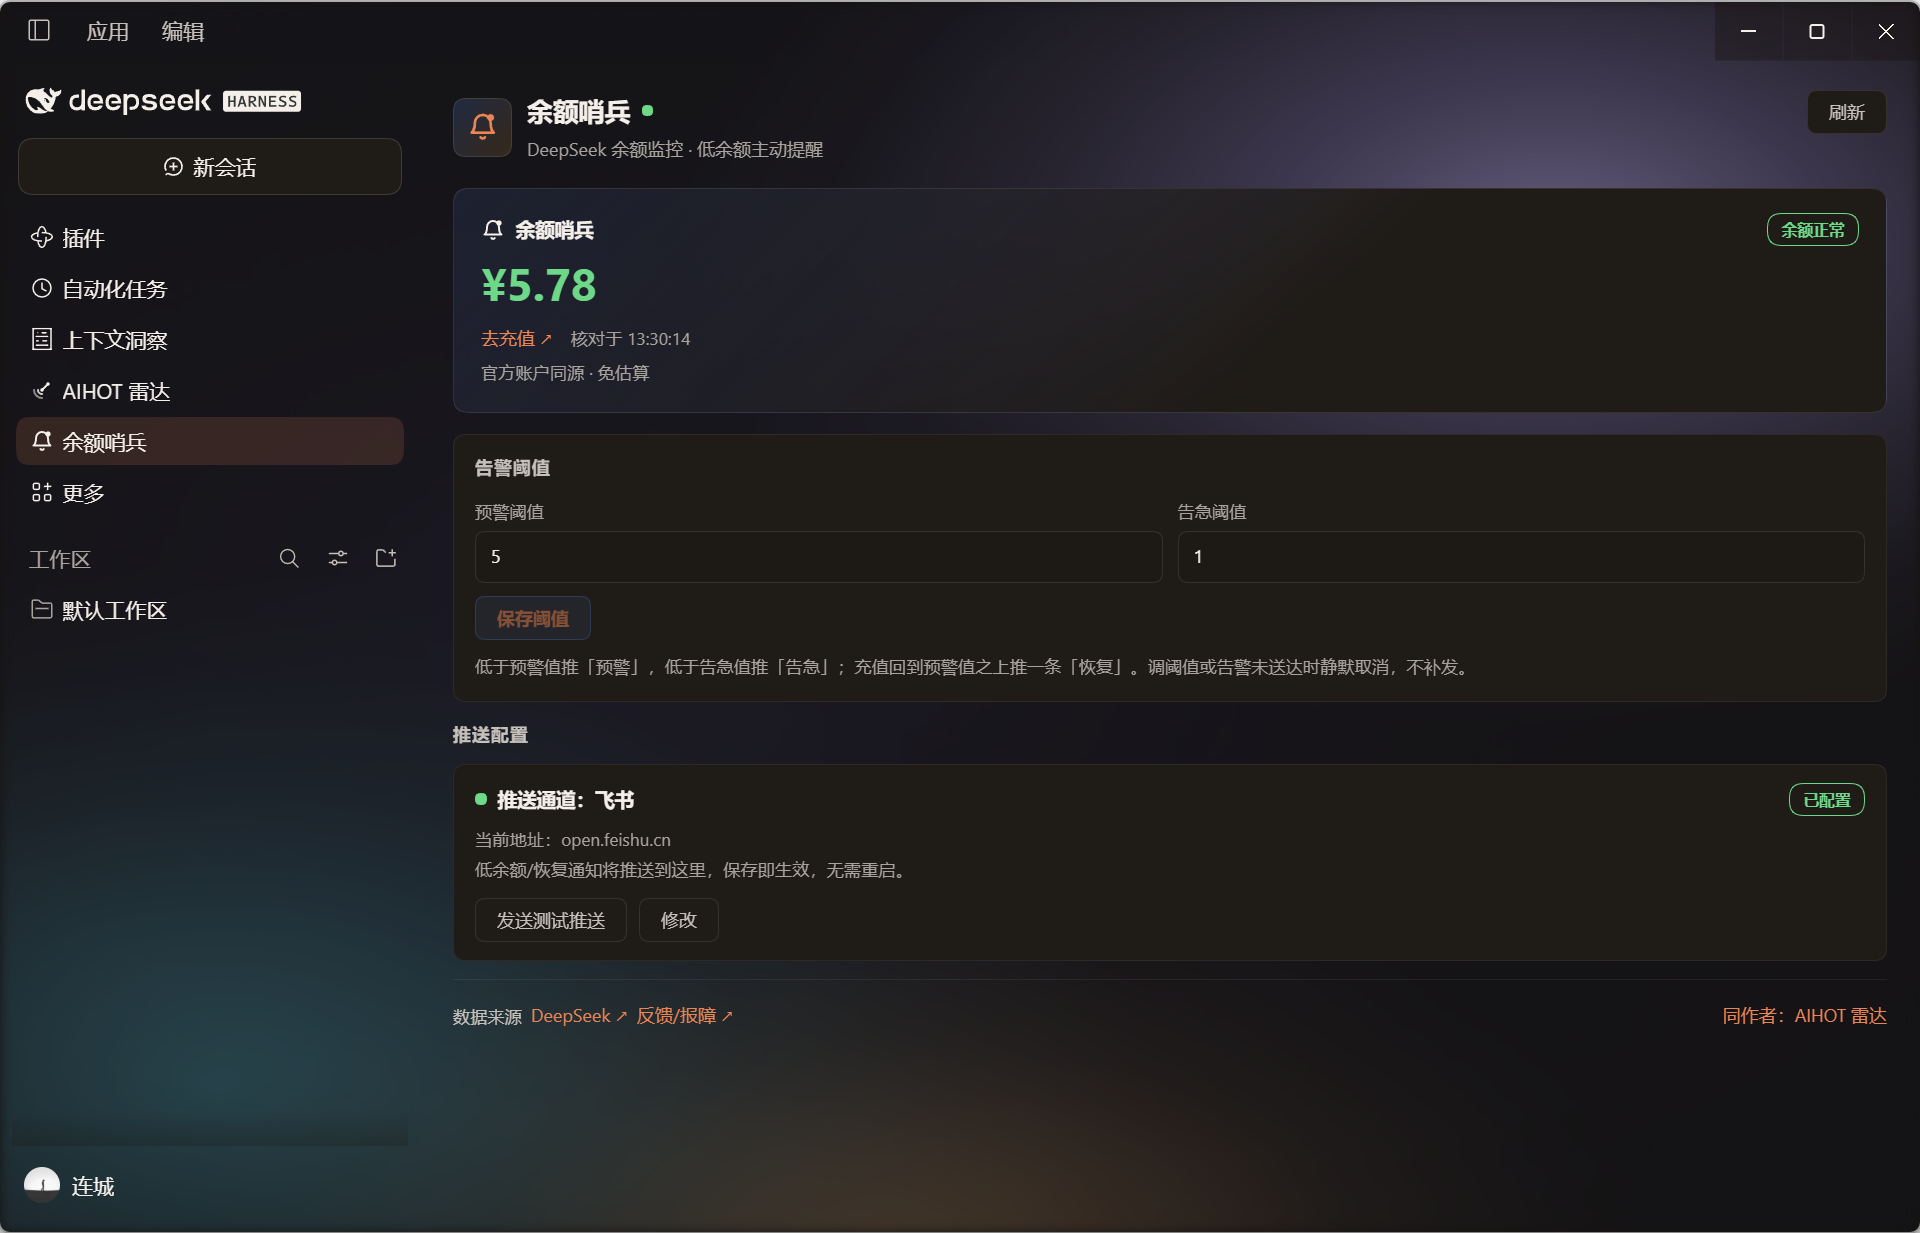 应用 编辑
deepseek HARNESS
新会话
插件
自动化任务
上下文洞察
AIHOT 雷达
余额哨兵
更多
工作区
默认工作区
连城
余额哨兵
DeepSeek 余额监控 · 低余额主动提醒
刷新
余额哨兵
余额正常
¥5.78
去充值 ↗ 核对于 13:30:14
官方账户同源 · 免估算
告警阈值
预警阈值 告急阈值
5 1
保存阈值
低于预警值推「预警」，低于告急值推「告急」；充值回到预警值之上推一条「恢复」。调阈值或告警未送达时静默取消，不补发。
推送配置
推送通道：飞书
已配置
当前地址：open.feishu.cn
低余额/恢复通知将推送到这里，保存即生效，无需重启。
发送测试推送 修改
数据来源 DeepSeek ↗ 反馈/报障 ↗
同作者：AIHOT 雷达